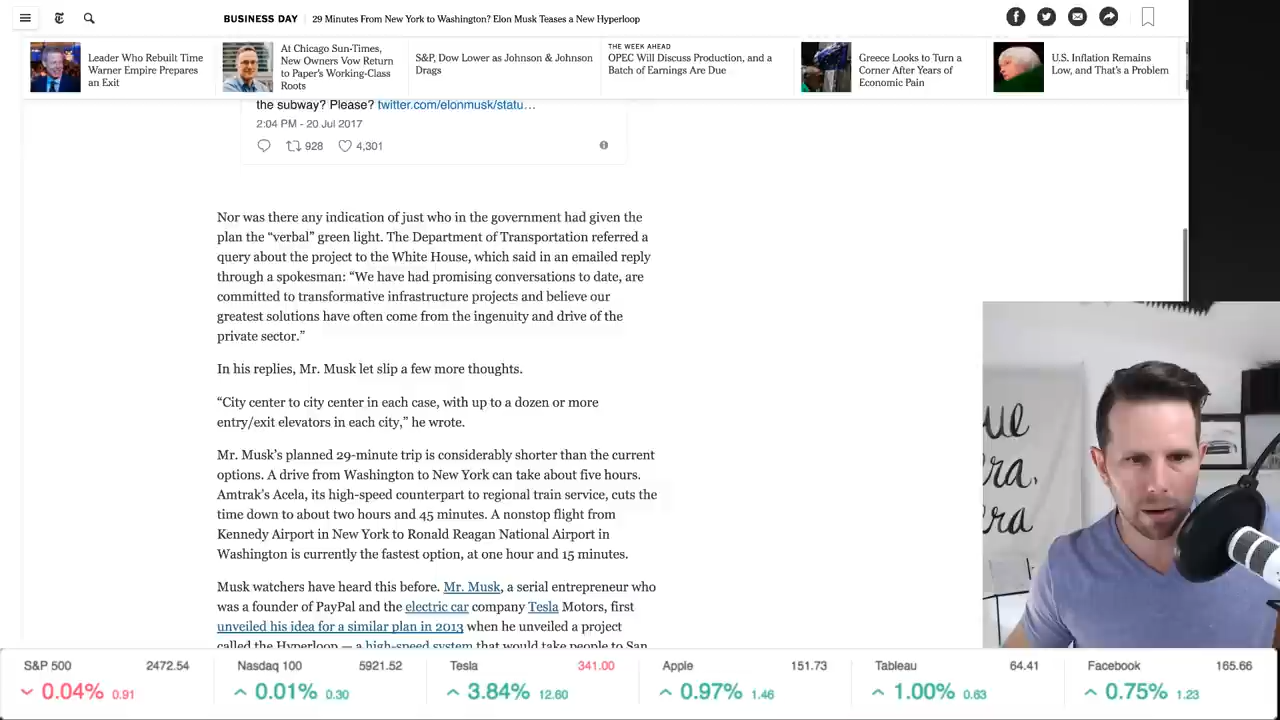 BUSINESS DAY 29 Minutes From New York to Washington? Elon Musk Teases a New Hyperloop
Leader Who Rebuilt Time
Warner Empire Prepares
an Exit
At Chicago Sun-Times,
New Owners Vow Return
to Paper's Working-Class
Roots
S&P, Dow Lower as Johnson & Johnson
Drags
THE WEEK AHEAD
OPEC Will Discuss Production, and a
Batch of Earnings Are Due
Greece Looks to Turn a
Corner After Years of
Economic Pain
U.S. Inflation Remains
Low, and That's a Problem
the subway? Please? twitter.com/elonmusk/statu…
2:04 PM - 20 Jul 2017
928 4,301
Nor was there any indication of just who in the government had given the
plan the “verbal” green light. The Department of Transportation referred a
query about the project to the White House, which said in an emailed reply
through a spokesman: “We have had promising conversations to date, are
committed to transformative infrastructure projects and believe our
greatest solutions have often come from the ingenuity and drive of the
private sector.”
In his replies, Mr. Musk let slip a few more thoughts.
“City center to city center in each case, with up to a dozen or more
entry/exit elevators in each city,” he wrote.
Mr. Musk’s planned 29-minute trip is considerably shorter than the current
options. A drive from Washington to New York can take about five hours.
Amtrak’s Acela, its high-speed counterpart to regional train service, cuts the
time down to about two hours and 45 minutes. A nonstop flight from
Kennedy Airport in New York to Ronald Reagan National Airport in
Washington is currently the fastest option, at one hour and 15 minutes.
Musk watchers have heard this before. Mr. Musk, a serial entrepreneur who
was a founder of PayPal and the electric car company Tesla Motors, first
unveiled his idea for a similar plan in 2013 when he unveiled a project
called the Hyperloop — a high-speed system that would take people to San
S&P 500 2472.54
0.04% 0.91
Nasdaq 100 5921.52
0.01% 0.30
Tesla 341.00
3.84% 12.60
Apple 151.73
0.97% 1.46
Tableau 64.41
1.00% 0.63
Facebook 165.66
0.75% 1.23